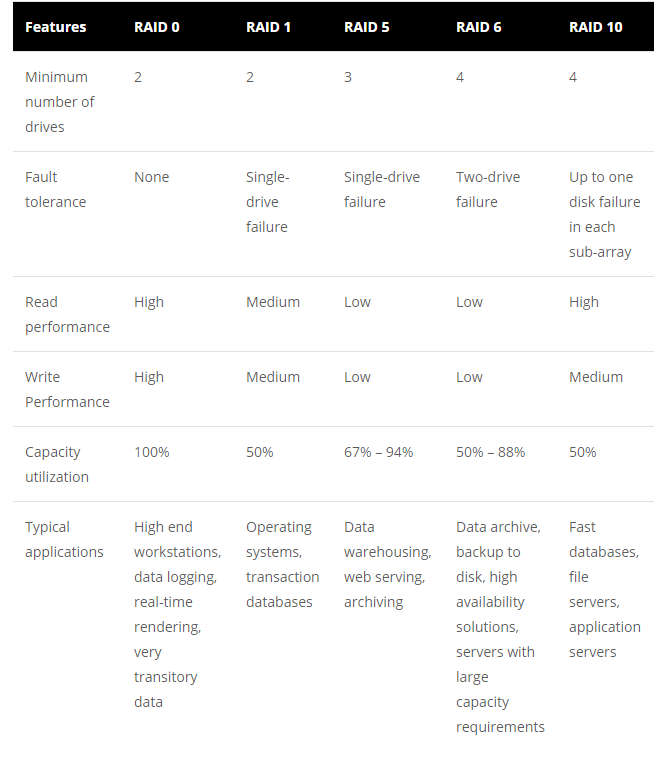 Features RAID 0 RAID 1 RAID 5 RAID 6 RAID 10
Minimum number of drives 2 2 3 4 4
Fault tolerance None Single-drive failure Single-drive failure Two-drive failure Up to one disk failure in each sub-array
Read performance High Medium Low Low High
Write Performance High Medium Low Low Medium
Capacity utilization 100% 50% 67% – 94% 50% – 88% 50%
Typical applications High end workstations, data logging, real-time rendering, very transitory data Operating systems, transaction databases Data warehousing, web serving, archiving Data archive, backup to disk, high availability solutions, servers with large capacity requirements Fast databases, file servers, application servers